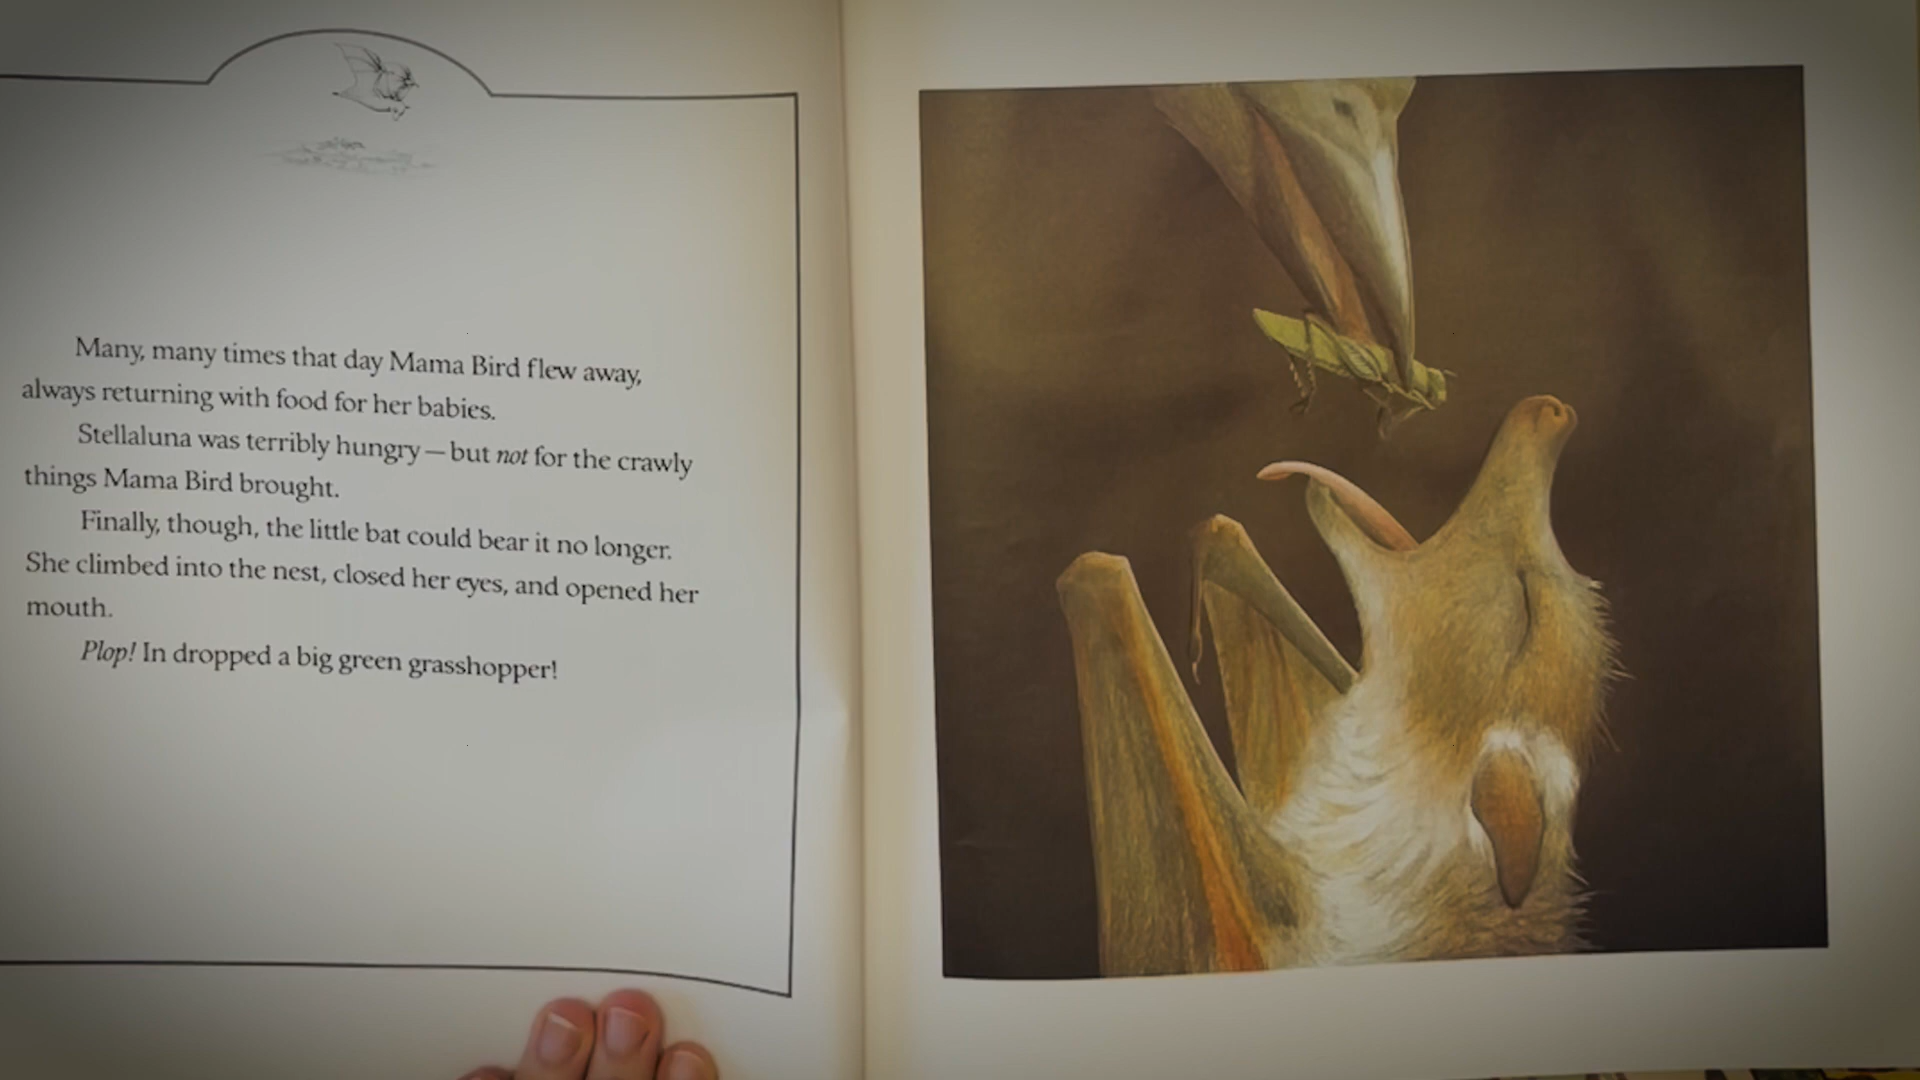 Many, many times that day Mama Bird flew away,
always returning with food for her babies.
Stellaluna was terribly hungry — but not for the crawly
things Mama Bird brought.
Finally, though, the little bat could bear it no longer.
She climbed into the nest, closed her eyes, and opened her
mouth.
Plop! In dropped a big green grasshopper!